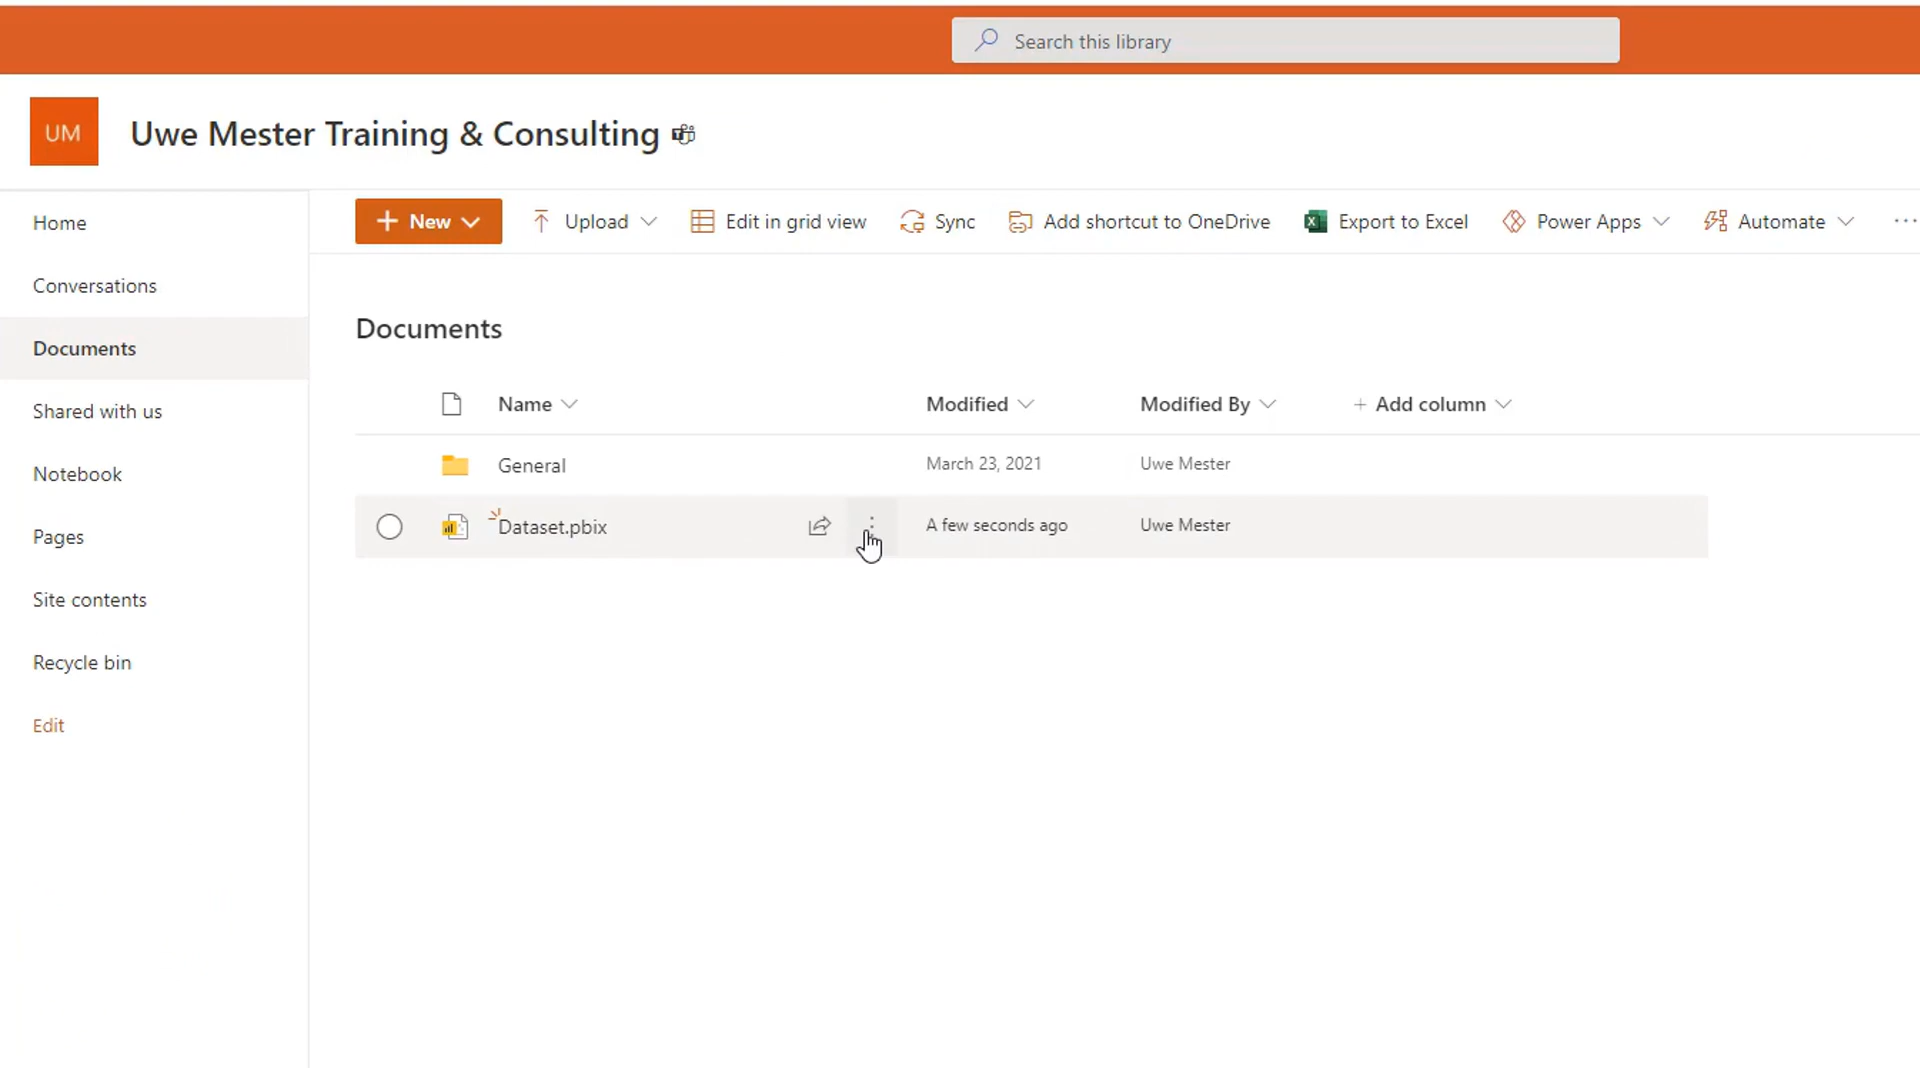 Search this library
UM
Uwe Mester Training & Consulting
Home
Conversations
Documents
Shared with us
Notebook
Pages
Site contents
Recycle bin
Edit
New
Upload
Edit in grid view
Sync
Add shortcut to OneDrive
Export to Excel
Power Apps
Automate
Documents
Name Modified Modified By + Add column
General March 23, 2021 Uwe Mester
Dataset.pbix A few seconds ago Uwe Mester